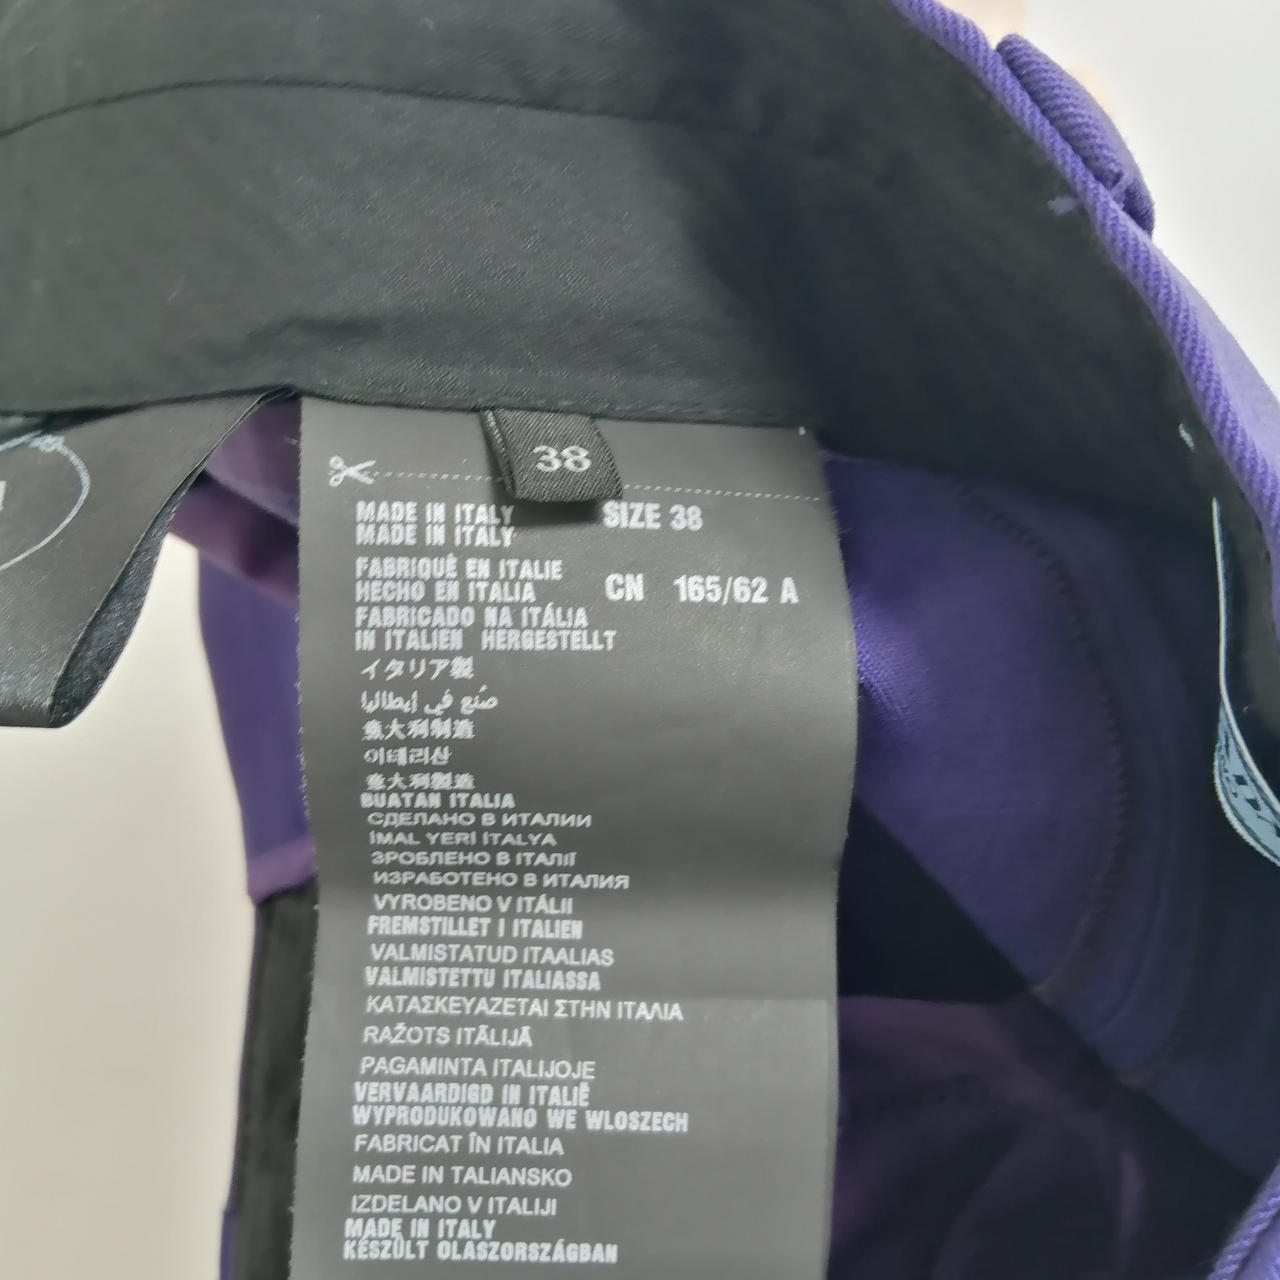 38
MADE IN ITALY
MADE IN ITALY
SIZE 38
FABRIQUÉ EN ITALIE
HECHO EN ITALIA
CN 165/62 A
FABRICADO NA ITÁLIA
IN ITALIEN HERGESTELLT
イタリア製
صُنع في إيطاليا
意大利制造
이태리산
意大利製造
BUATAN ITALIA
СДЕЛАНО В ИТАЛИИ
İMAL YERİ İTALYA
ЗРОБЛЕНО В ІТАЛІЇ
ИЗРАБОТЕНО В ИТАЛИЯ
VYROBENO V ITÁLII
FREMSTILLET I ITALIEN
VALMISTATUD ITAALIAS
VALMISTETTU ITALIASSA
ΚΑΤΑΣΚΕΥΑΖΕΤΑΙ ΣΤΗΝ ΙΤΑΛΙΑ
RAŽOTS ITĀLIJĀ
PAGAMINTA ITALIJOJE
VERVAARDIGD IN ITALIË
WYPRODUKOWANO WE WLOSZECH
FABRICAT ÎN ITALIA
MADE IN TALIANSKO
IZDELANO V ITALIJI
MADE IN ITALY
KÉSZÜLT OLASZORSZÁGBAN